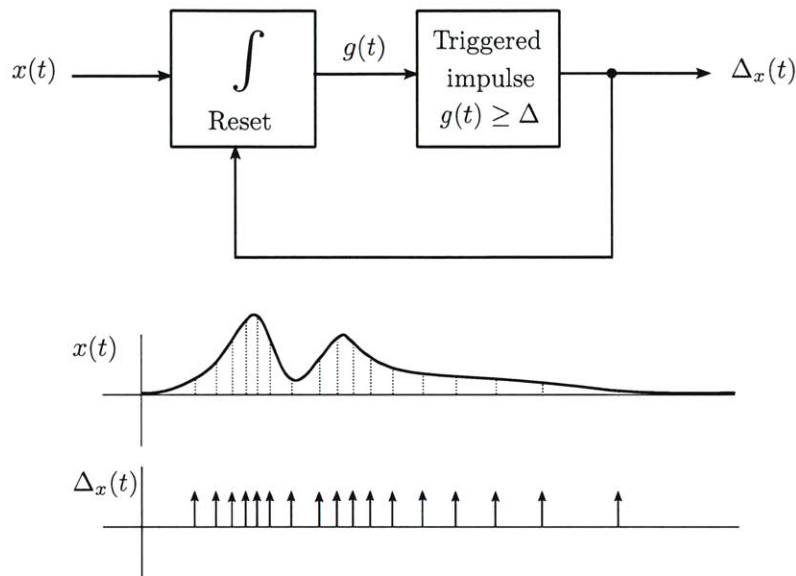 x(t)
∫
Reset
g(t)
Triggered
impulse
g(t) ≥ Δ
Δₓ(t)
x(t)
Δₓ(t)